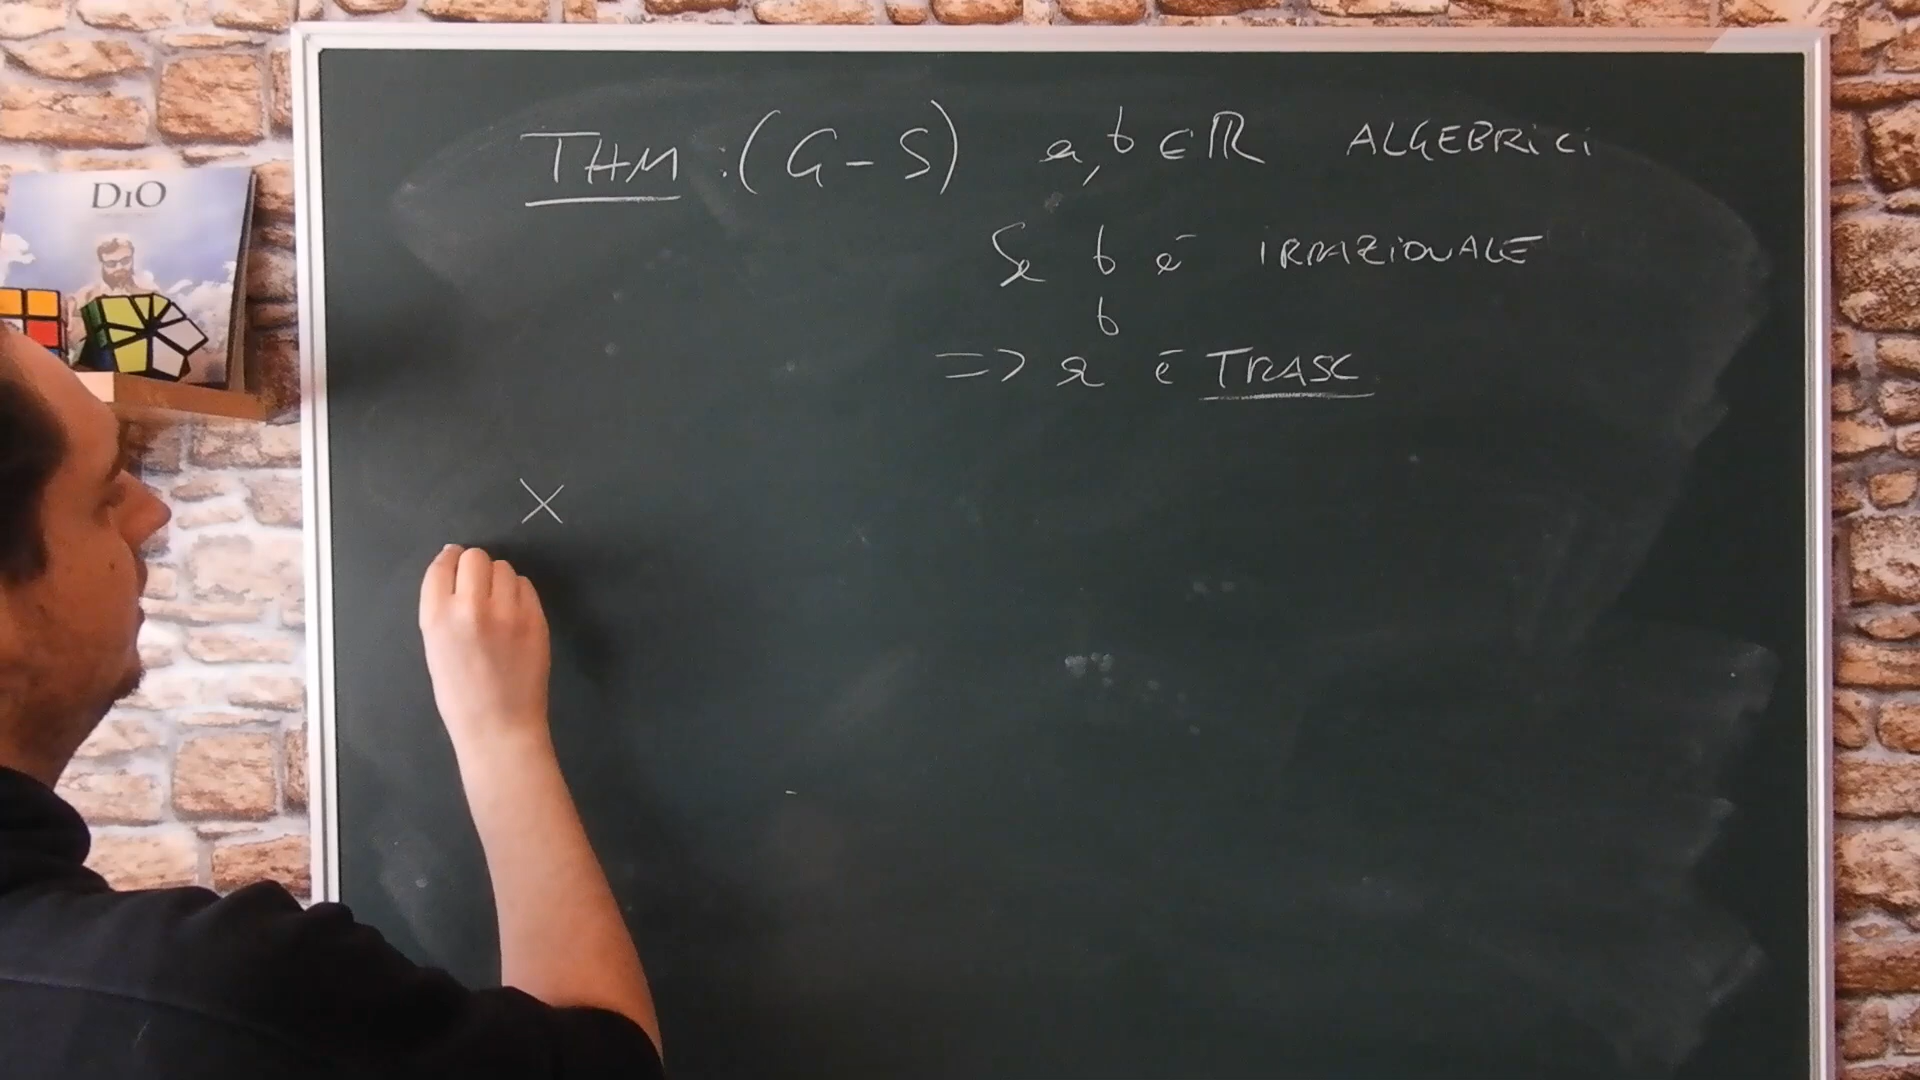 DiO
THM: (G-S) a, b ∈ ℝ ALGEBRiCi
Se b è iRRAZiONALE
=> a^b è TRASC
X